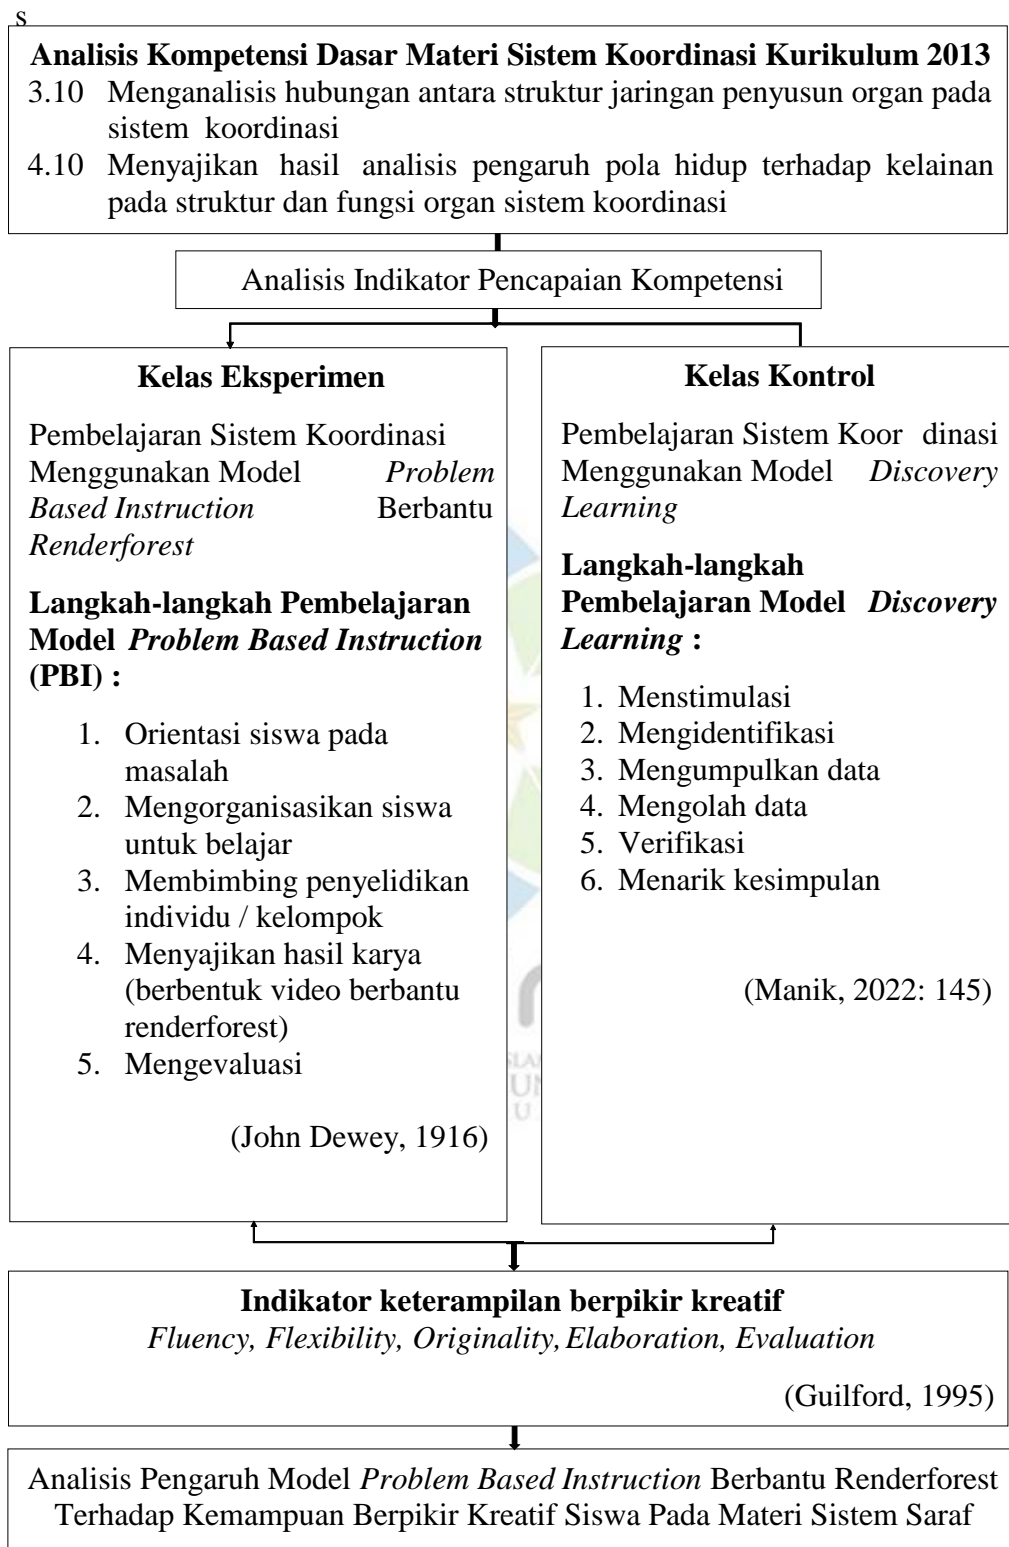 s
Analisis Kompetensi Dasar Materi Sistem Koordinasi Kurikulum 2013
3.10 Menganalisis hubungan antara struktur jaringan penyusun organ pada
sistem koordinasi
4.10 Menyajikan hasil analisis pengaruh pola hidup terhadap kelainan
pada struktur dan fungsi organ sistem koordinasi
Analisis Indikator Pencapaian Kompetensi
Kelas Eksperimen
Pembelajaran Sistem Koordinasi
Menggunakan Model Problem
Based Instruction Berbantu
Renderforest
Langkah-langkah Pembelajaran
Model Problem Based Instruction
(PBI) :
1. Orientasi siswa pada
masalah
2. Mengorganisasikan siswa
untuk belajar
3. Membimbing penyelidikan
individu / kelompok
4. Menyajikan hasil karya
(berbentuk video berbantu
renderforest)
5. Mengevaluasi
(John Dewey, 1916)
Kelas Kontrol
Pembelajaran Sistem Koor dinasi
Menggunakan Model Discovery
Learning
Langkah-langkah
Pembelajaran Model Discovery
Learning :
1. Menstimulasi
2. Mengidentifikasi
3. Mengumpulkan data
4. Mengolah data
5. Verifikasi
6. Menarik kesimpulan
(Manik, 2022: 145)
Indikator keterampilan berpikir kreatif
Fluency, Flexibility, Originality, Elaboration, Evaluation
(Guilford, 1995)
Analisis Pengaruh Model Problem Based Instruction Berbantu Renderforest
Terhadap Kemampuan Berpikir Kreatif Siswa Pada Materi Sistem Saraf